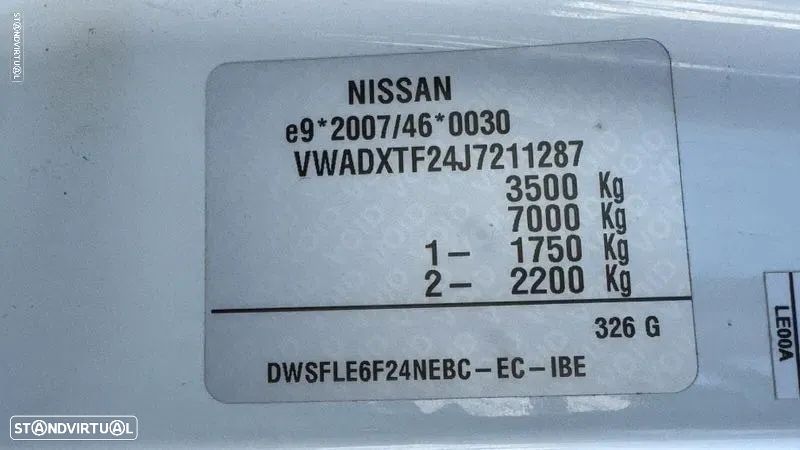 STANDVIRTUAL
NISSAN
e9*2007/46*0030
VWADXTF24J7211287
3500 Kg
7000 Kg
1- 1750 Kg
2- 2200 Kg
326 G
DWSFLE6F24NEBC-EC-IBE
LE00A
STANDVIRTUAL